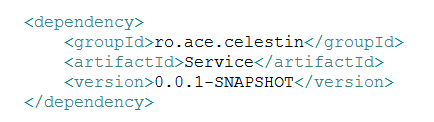 <dependency>
    <groupId>ro.ace.celestin</groupId>
    <artifactId>Service</artifactId>
    <version>0.0.1-SNAPSHOT</version>
</dependency>